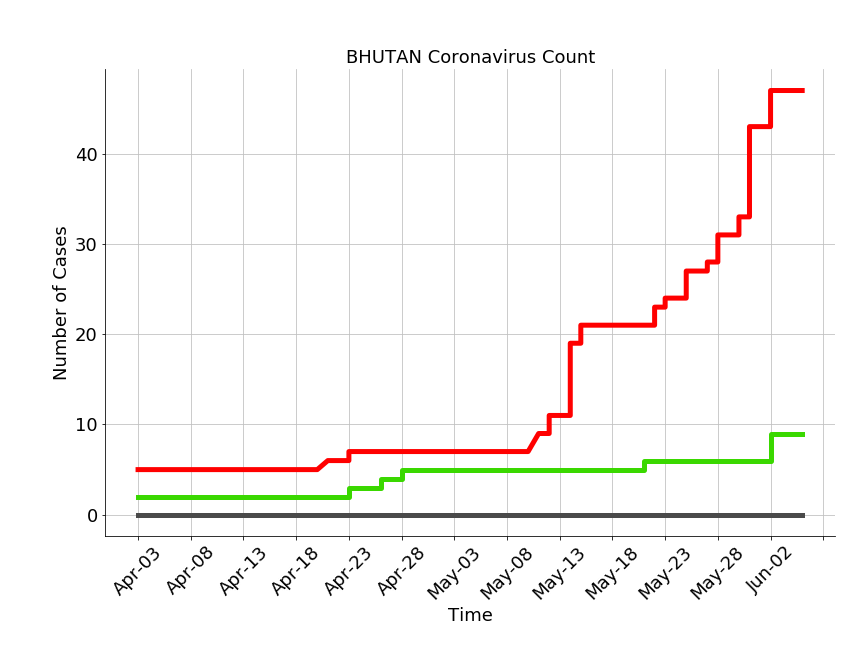 BHUTAN Coronavirus Count
Number of Cases
40
30
20
10
0
Apr-03
Apr-08
Apr-13
Apr-18
Apr-23
Apr-28
May-03
May-08
May-13
May-18
May-23
May-28
Jun-02
Time